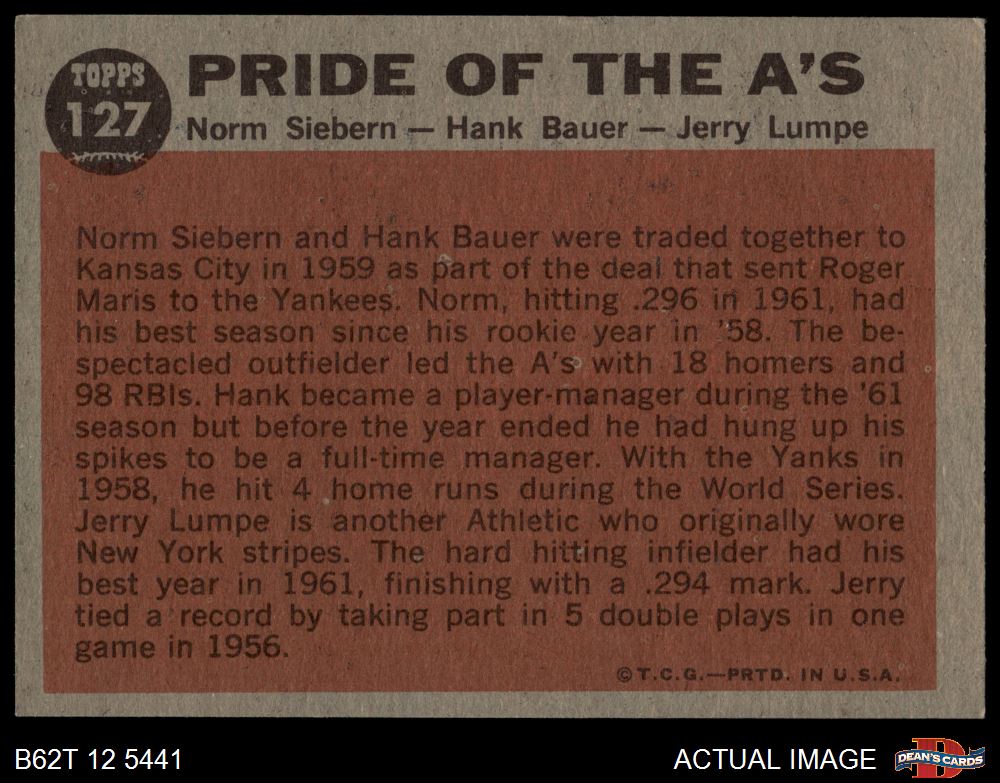 TOPPS
127
PRIDE OF THE A'S
Norm Siebern — Hank Bauer — Jerry Lumpe
Norm Siebern and Hank Bauer were traded together to
Kansas City in 1959 as part of the deal that sent Roger
Maris to the Yankees. Norm, hitting .296 in 1961, had
his best season since his rookie year in '58. The be-
spectacled outfielder led the A's with 18 homers and
98 RBIs. Hank became a player-manager during the '61
season but before the year ended he had hung up his
spikes to be a full-time manager. With the Yanks in
1958, he hit 4 home runs during the World Series.
Jerry Lumpe is another Athletic who originally wore
New York stripes. The hard hitting infielder had his
best year in 1961, finishing with a .294 mark. Jerry
tied a record by taking part in 5 double plays in one
game in 1956.
©T.C.G.—PRTD. IN U.S.A.
B62T 12 5441
ACTUAL IMAGE
D
DEAN'S CARDS